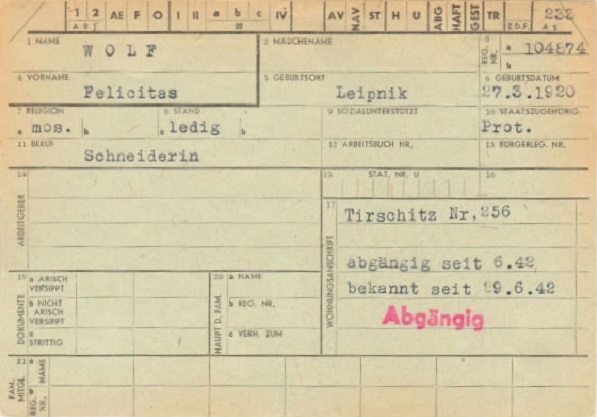 1 2 AE F O I II a b c IV AV NAV ST H U ABG HAFT GEST TR 232
ART III Z.D.F. A S
1 NAME WOLF
2 MÄDCHENNAME
3 REG. NR. a 104874
b
4 VORNAME Felicitas
5 GEBURTSORT Leipnik
6 GEBURTSDATUM 27.3.1920
7 RELIGION a mos. b
8 STAND a ledig b
9 SOZIALUNTERSTÜTZT
10 STAATSZUGEHÖRIG. Prot.
11 BERUF Schneiderin
12 ARBEITSBUCH NR.
13 BÜRGERLEG. NR.
14 ARBEITGEBER
15 STAT. NR. U
16
17 WOHNUNGSANSCHRIFT
Tirschitz Nr, 256
abgängig seit 6.42
bekannt seit 29.6.42
Abgängig
19 DOKUMENTE
a ARISCH VERSIPPT
b NICHT ARISCH VERSIPPT
STRITTIG
20 HAUPT D. FAM.
a NAME
b REG. NR.
c VERH. ZUM
21 FAM. MITGL.
a NAME
REG. NR.